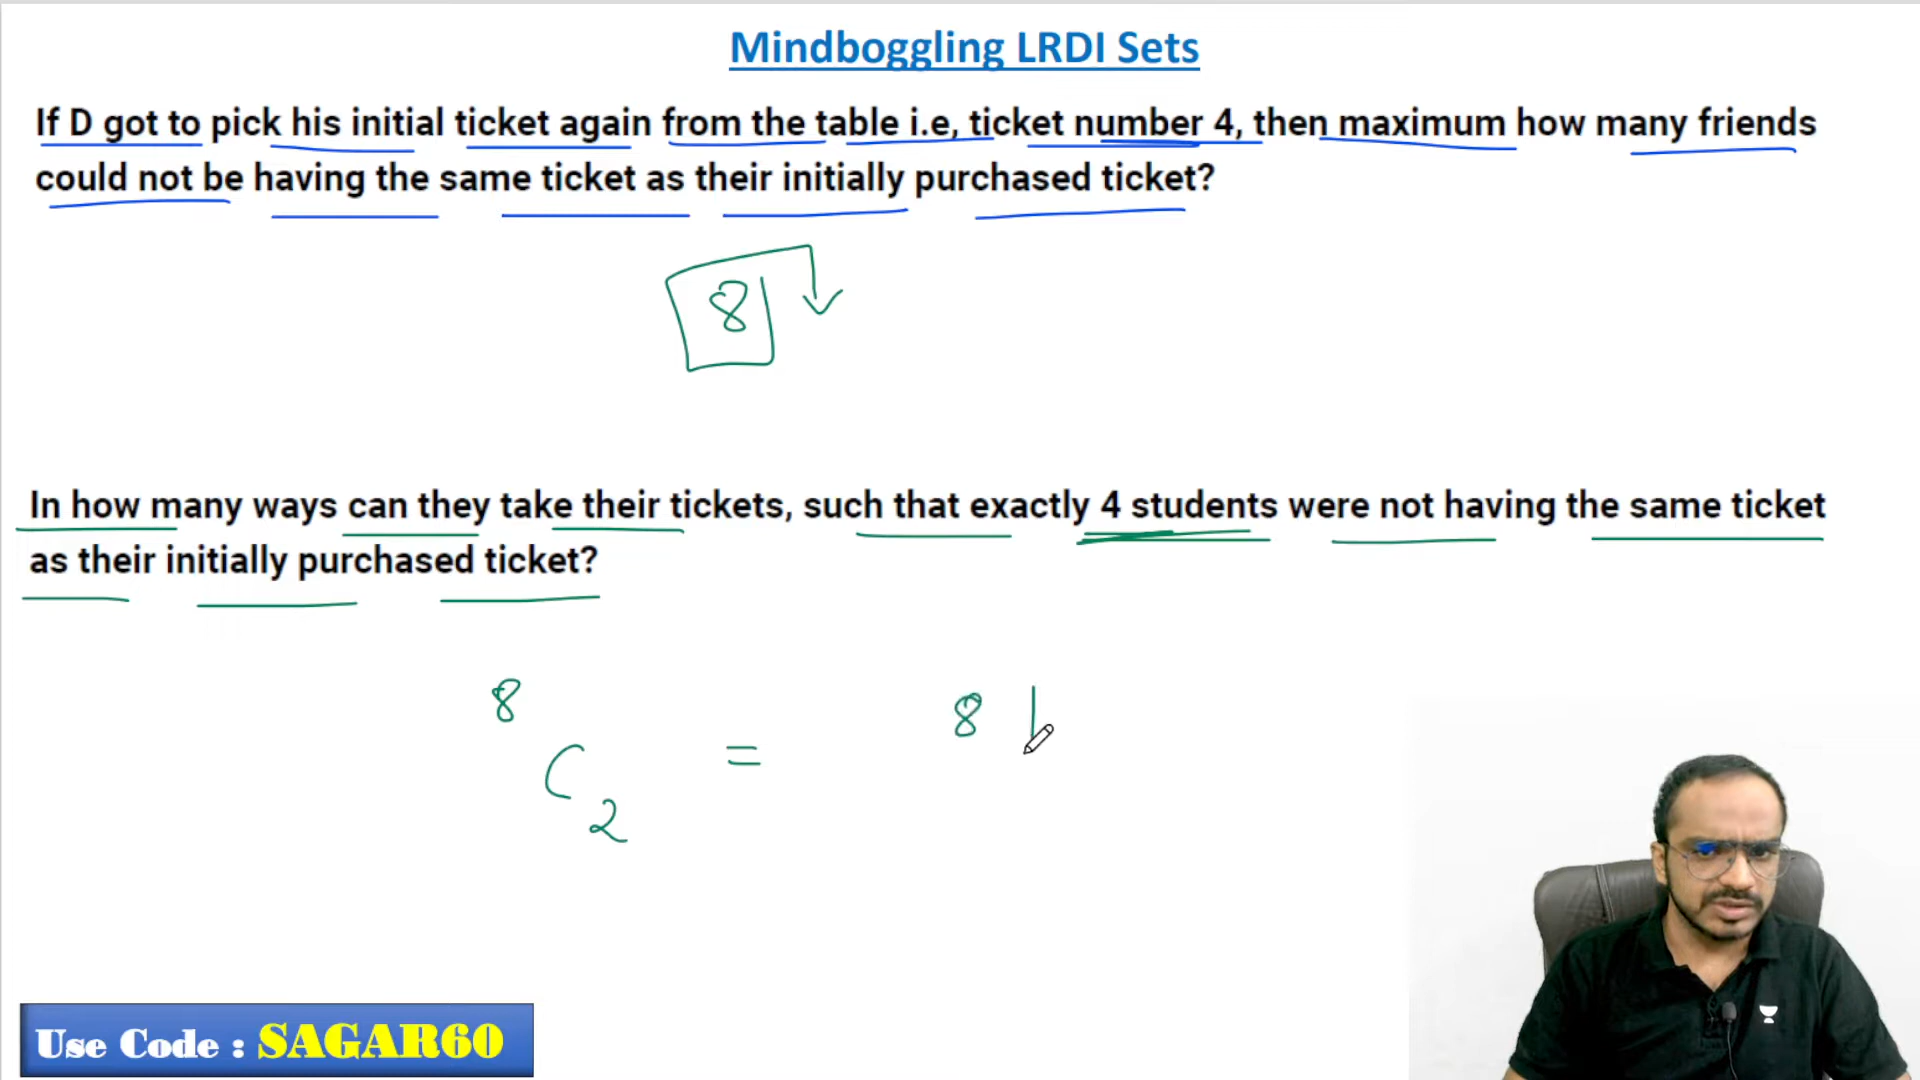 Mindboggling LRDI Sets
If D got to pick his initial ticket again from the table i.e, ticket number 4, then maximum how many friends
could not be having the same ticket as their initially purchased ticket?
8
In how many ways can they take their tickets, such that exactly 4 students were not having the same ticket
as their initially purchased ticket?
8 C 2 = 8
Use Code : SAGAR60